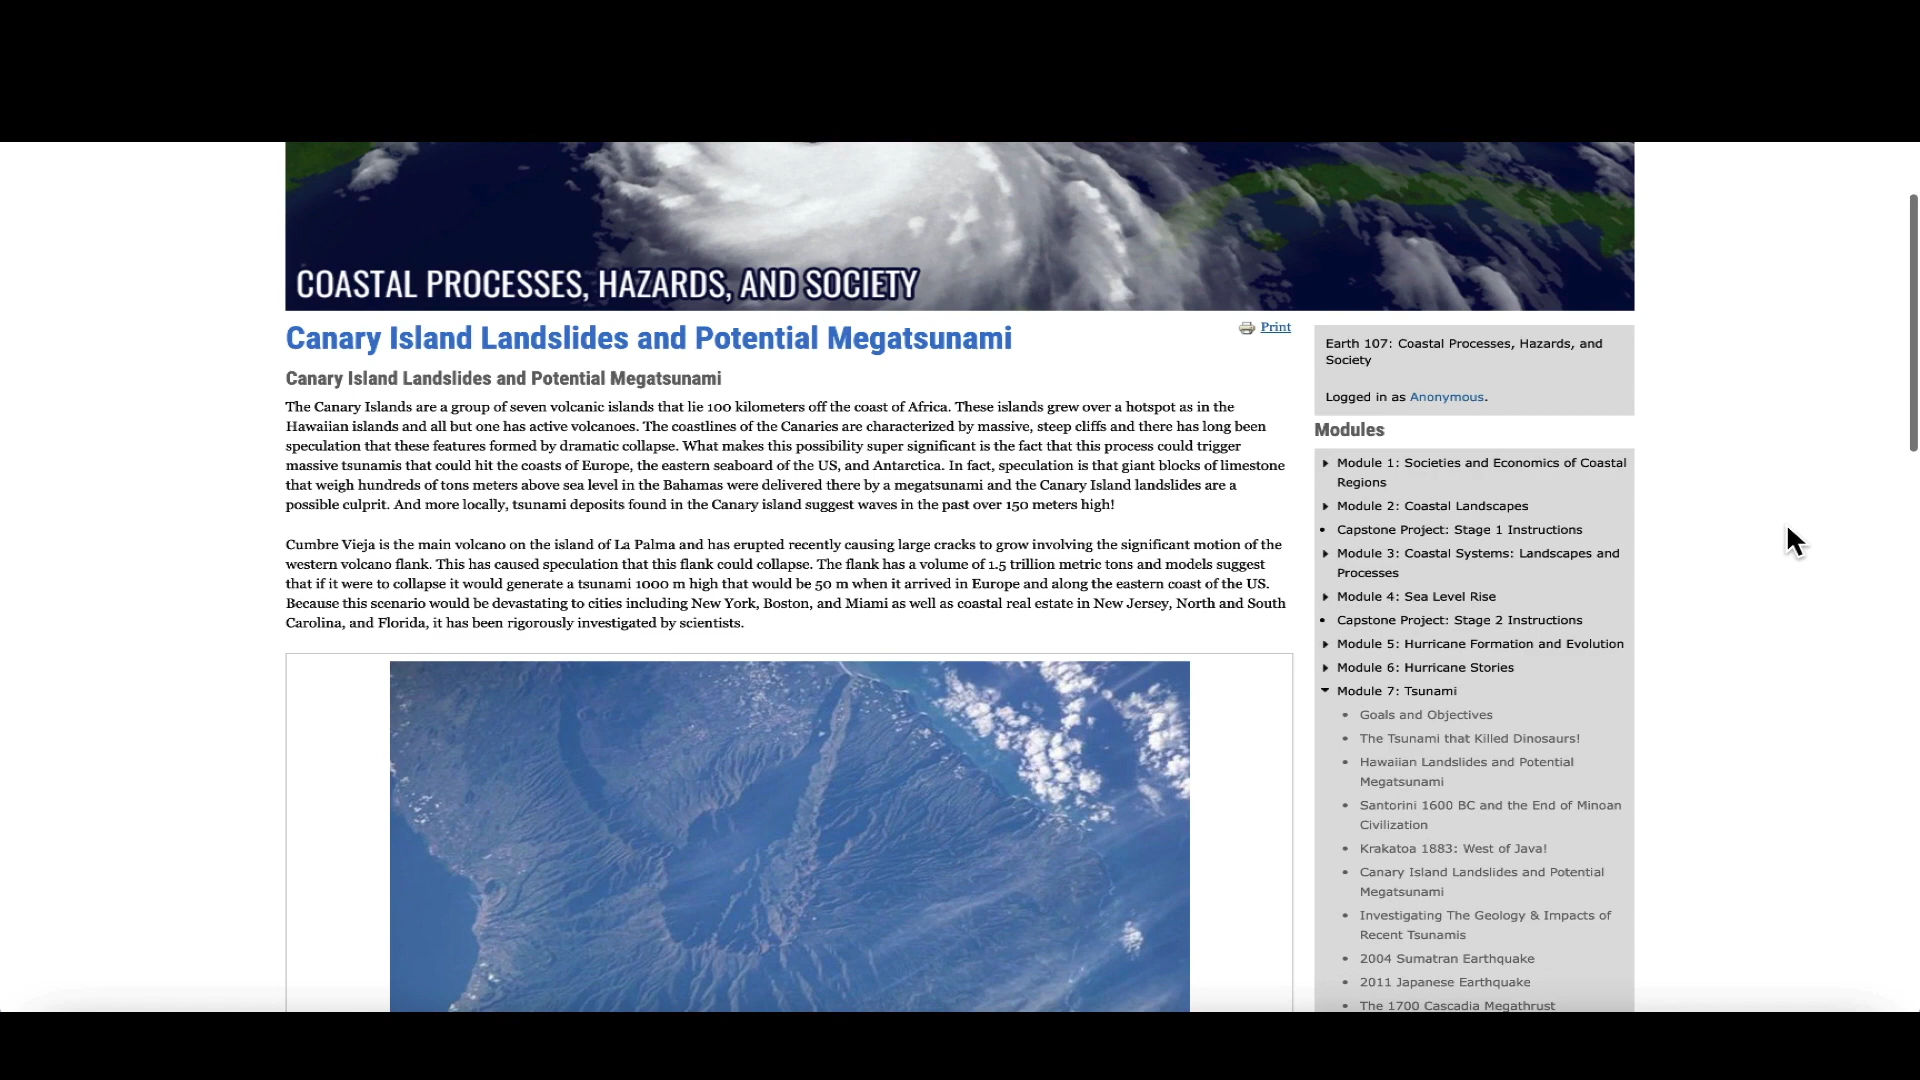 COASTAL PROCESSES, HAZARDS, AND SOCIETY
Canary Island Landslides and Potential Megatsunami
Print
Canary Island Landslides and Potential Megatsunami
The Canary Islands are a group of seven volcanic islands that lie 100 kilometers off the coast of Africa. These islands grew over a hotspot as in the
Hawaiian islands and all but one has active volcanoes. The coastlines of the Canaries are characterized by massive, steep cliffs and there has long been
speculation that these features formed by dramatic collapse. What makes this possibility super significant is the fact that this process could trigger
massive tsunamis that could hit the coasts of Europe, the eastern seaboard of the US, and Antarctica. In fact, speculation is that giant blocks of limestone
that weigh hundreds of tons meters above sea level in the Bahamas were delivered there by a megatsunami and the Canary Island landslides are a
possible culprit. And more locally, tsunami deposits found in the Canary island suggest waves in the past over 150 meters high!
Cumbre Vieja is the main volcano on the island of La Palma and has erupted recently causing large cracks to grow involving the significant motion of the
western volcano flank. This has caused speculation that this flank could collapse. The flank has a volume of 1.5 trillion metric tons and models suggest
that if it were to collapse it would generate a tsunami 1000 m high that would be 50 m when it arrived in Europe and along the eastern coast of the US.
Because this scenario would be devastating to cities including New York, Boston, and Miami as well as coastal real estate in New Jersey, North and South
Carolina, and Florida, it has been rigorously investigated by scientists.
Earth 107: Coastal Processes, Hazards, and
Society
Logged in as Anonymous.
Modules
Module 1: Societies and Economics of Coastal
Regions
Module 2: Coastal Landscapes
Capstone Project: Stage 1 Instructions
Module 3: Coastal Systems: Landscapes and
Processes
Module 4: Sea Level Rise
Capstone Project: Stage 2 Instructions
Module 5: Hurricane Formation and Evolution
Module 6: Hurricane Stories
Module 7: Tsunami
Goals and Objectives
The Tsunami that Killed Dinosaurs!
Hawaiian Landslides and Potential
Megatsunami
Santorini 1600 BC and the End of Minoan
Civilization
Krakatoa 1883: West of Java!
Canary Island Landslides and Potential
Megatsunami
Investigating The Geology & Impacts of
Recent Tsunamis
2004 Sumatran Earthquake
2011 Japanese Earthquake
The 1700 Cascadia Megathrust